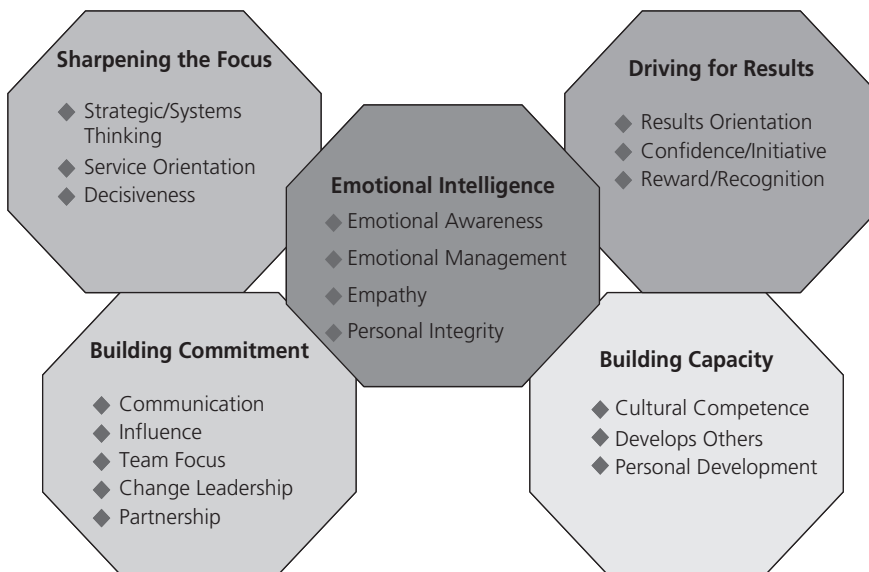 Sharpening the Focus
Strategic/Systems
Thinking
Service Orientation
Decisiveness
Driving for Results
Results Orientation
Confidence/Initiative
Reward/Recognition
Emotional Intelligence
Emotional Awareness
Emotional Management
Empathy
Personal Integrity
Building Commitment
Communication
Influence
Team Focus
Change Leadership
Partnership
Building Capacity
Cultural Competence
Develops Others
Personal Development